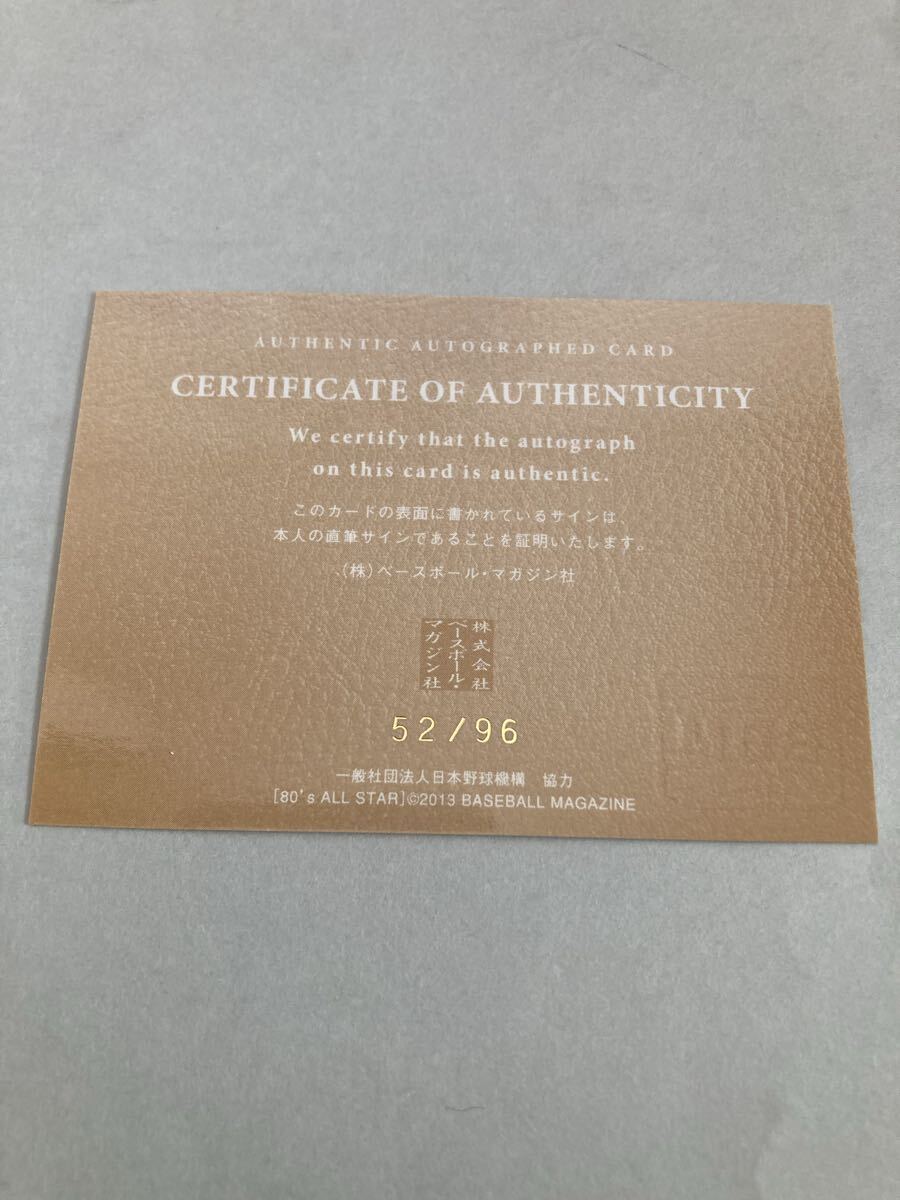 AUTHENTIC AUTOGRAPHED CARD
CERTIFICATE OF AUTHENTICITY
We certify that the autograph
on this card is authentic.
このカードの表面に書かれているサインは、
本人の直筆サインであることを証明いたします。
(株)ベースボール・マガジン社
株式会社
ベースボール・
マガジン社
52/96
一般社団法人日本野球機構 協力
[80's ALL STAR]©2013 BASEBALL MAGAZINE